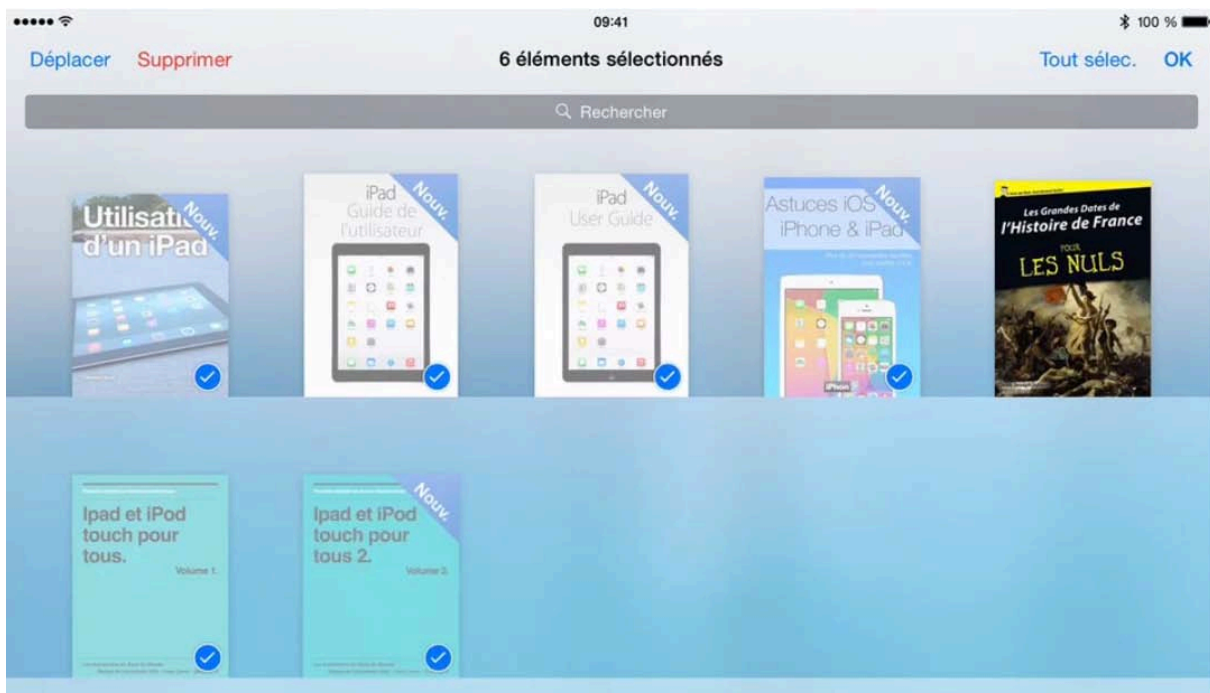 09:41
100 %
Déplacer
Supprimer
6 éléments sélectionnés
Tout sélec.
OK
Rechercher
Utilisati
d'un iPad
Nouv.
iPad
Guide de
l'utilisateur
Nouv.
iPad
User Guide
Nouv.
Astuces iOS
iPhone & iPad
Nouv.
iPhon
Les Grandes Dates de
l'Histoire de France
POUR
LES NULS
Ipad et iPod
touch pour
tous.
Volume 1.
Ipad et iPod
touch pour
tous 2.
Volume 2.
Nouv.